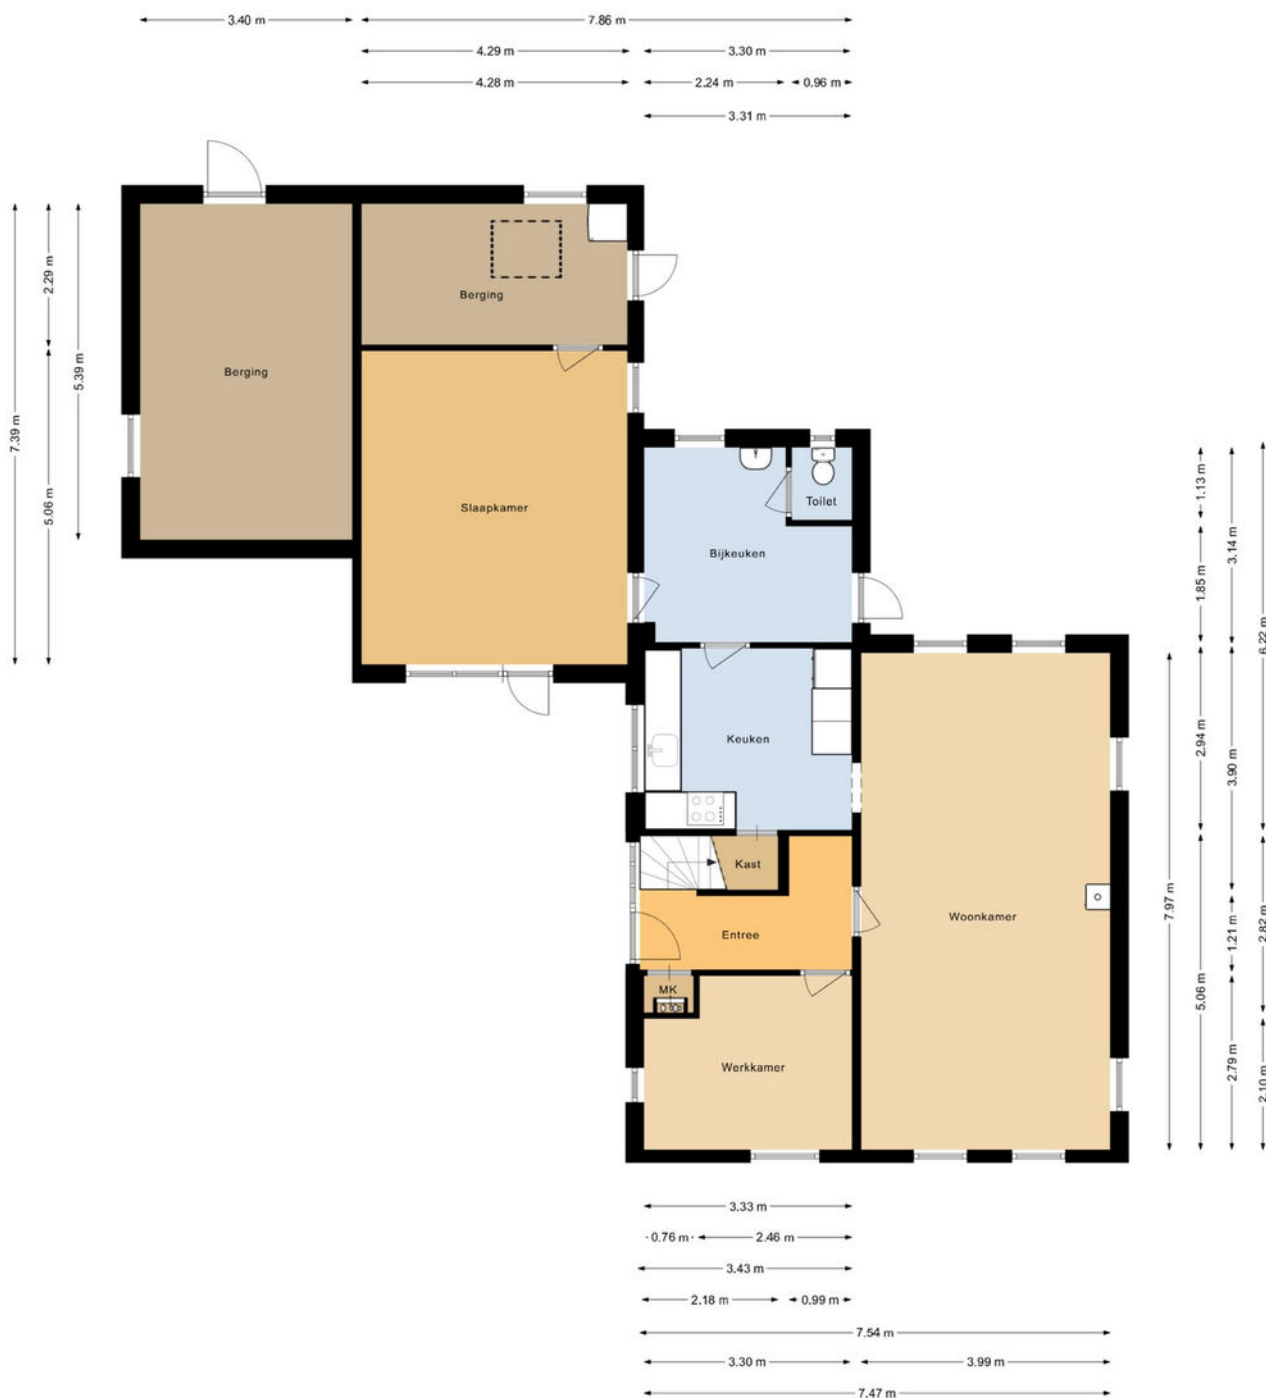 3.40 m
7.86 m
4.29 m
3.30 m
4.28 m
2.24 m
0.96 m
3.31 m
7.39 m
2.29 m
5.06 m
5.39 m
Berging
Berging
Slaapkamer
Toilet
Bijkeuken
Keuken
Kast
Entree
Woonkamer
MK
Werkkamer
1.13 m
3.14 m
1.85 m
6.22 m
2.94 m
3.90 m
7.97 m
5.06 m
1.21 m
2.82 m
2.79 m
2.10 m
3.33 m
0.76 m
2.46 m
3.43 m
2.18 m
0.99 m
7.54 m
3.30 m
3.99 m
7.47 m